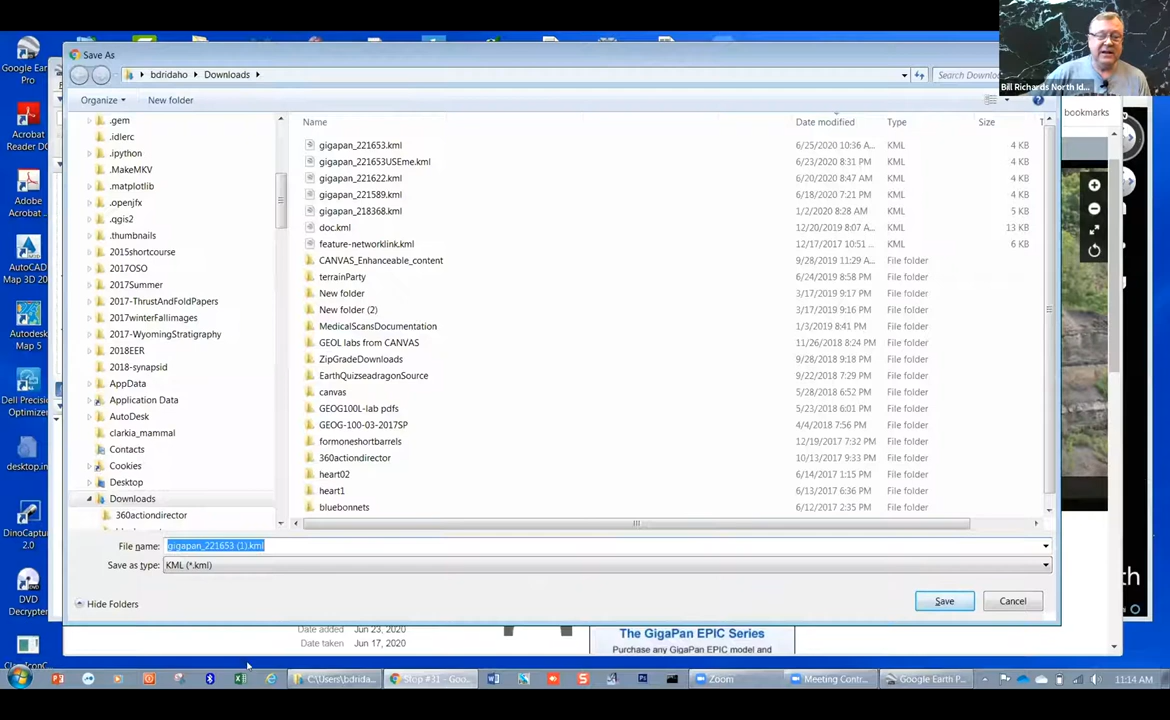 Save As
bdridaho
Downloads
Search Downlo
Organize
New folder
.gem
.idlerc
.ipython
.MakeMKV
.matplotlib
.openjfx
.qgis2
.thumbnails
2015shortcourse
2017OSO
2017Summer
2017-ThrustAndFoldPapers
2017winterFallimages
2017-WyomingStratigraphy
2018EER
2018-synapsid
AppData
Application Data
AutoDesk
clarkia_mammal
Contacts
Cookies
Desktop
Downloads
360actiondirector
Name Date modified Type Size T
gigapan_221653.kml 6/25/2020 10:36 A... KML 4 KB
gigapan_221653USEme.kml 6/23/2020 8:31 PM KML 4 KB
gigapan_221622.kml 6/20/2020 8:47 AM KML 4 KB
gigapan_221589.kml 6/18/2020 7:21 PM KML 4 KB
gigapan_218368.kml 1/2/2020 8:28 AM KML 5 KB
doc.kml 12/20/2019 8:07 A... KML 13 KB
feature-networklink.kml 12/17/2017 10:51 ... KML 6 KB
CANVAS_Enhanceable_content 9/28/2019 11:29 A... File folder
terrainParty 6/24/2019 8:58 PM File folder
New folder 3/17/2019 9:17 PM File folder
New folder (2) 3/17/2019 9:16 PM File folder
MedicalScansDocumentation 1/3/2019 8:41 PM File folder
GEOL labs from CANVAS 11/26/2018 8:24 PM File folder
ZipGradeDownloads 9/28/2018 9:18 PM File folder
EarthQuizseadragonSource 9/22/2018 7:29 PM File folder
canvas 5/28/2018 6:52 PM File folder
GEOG100L-lab pdfs 5/23/2018 6:01 PM File folder
GEOG-100-03-2017SP 4/4/2018 7:56 PM File folder
formoneshortbarrels 12/19/2017 7:32 PM File folder
360actiondirector 10/13/2017 9:33 PM File folder
heart02 6/14/2017 1:15 PM File folder
heart1 6/13/2017 6:36 PM File folder
bluebonnets 6/12/2017 2:35 PM File folder
File name: gigapan_221653 (1).kml
Save as type: KML (*.kml)
Hide Folders
Save
Cancel
Google Ear
Pro
Acrobat
Reader DC
Adobe
Acrobat...
AutoCAD
Map 3D 20
Autodesk
Map 5
Dell Precisio
Optimizer
desktop.in
DinoCaptur
2.0
DVD
Decrypter
Bill Richards North Id...
bookmarks
th
Date added Jun 23, 2020
Date taken Jun 17, 2020
The GigaPan EPIC Series
Purchase any GigaPan EPIC model and
C:\Users\bdrida...
Stop #31 - Goo...
Zoom
Meeting Contr...
Google Earth P...
11:14 AM